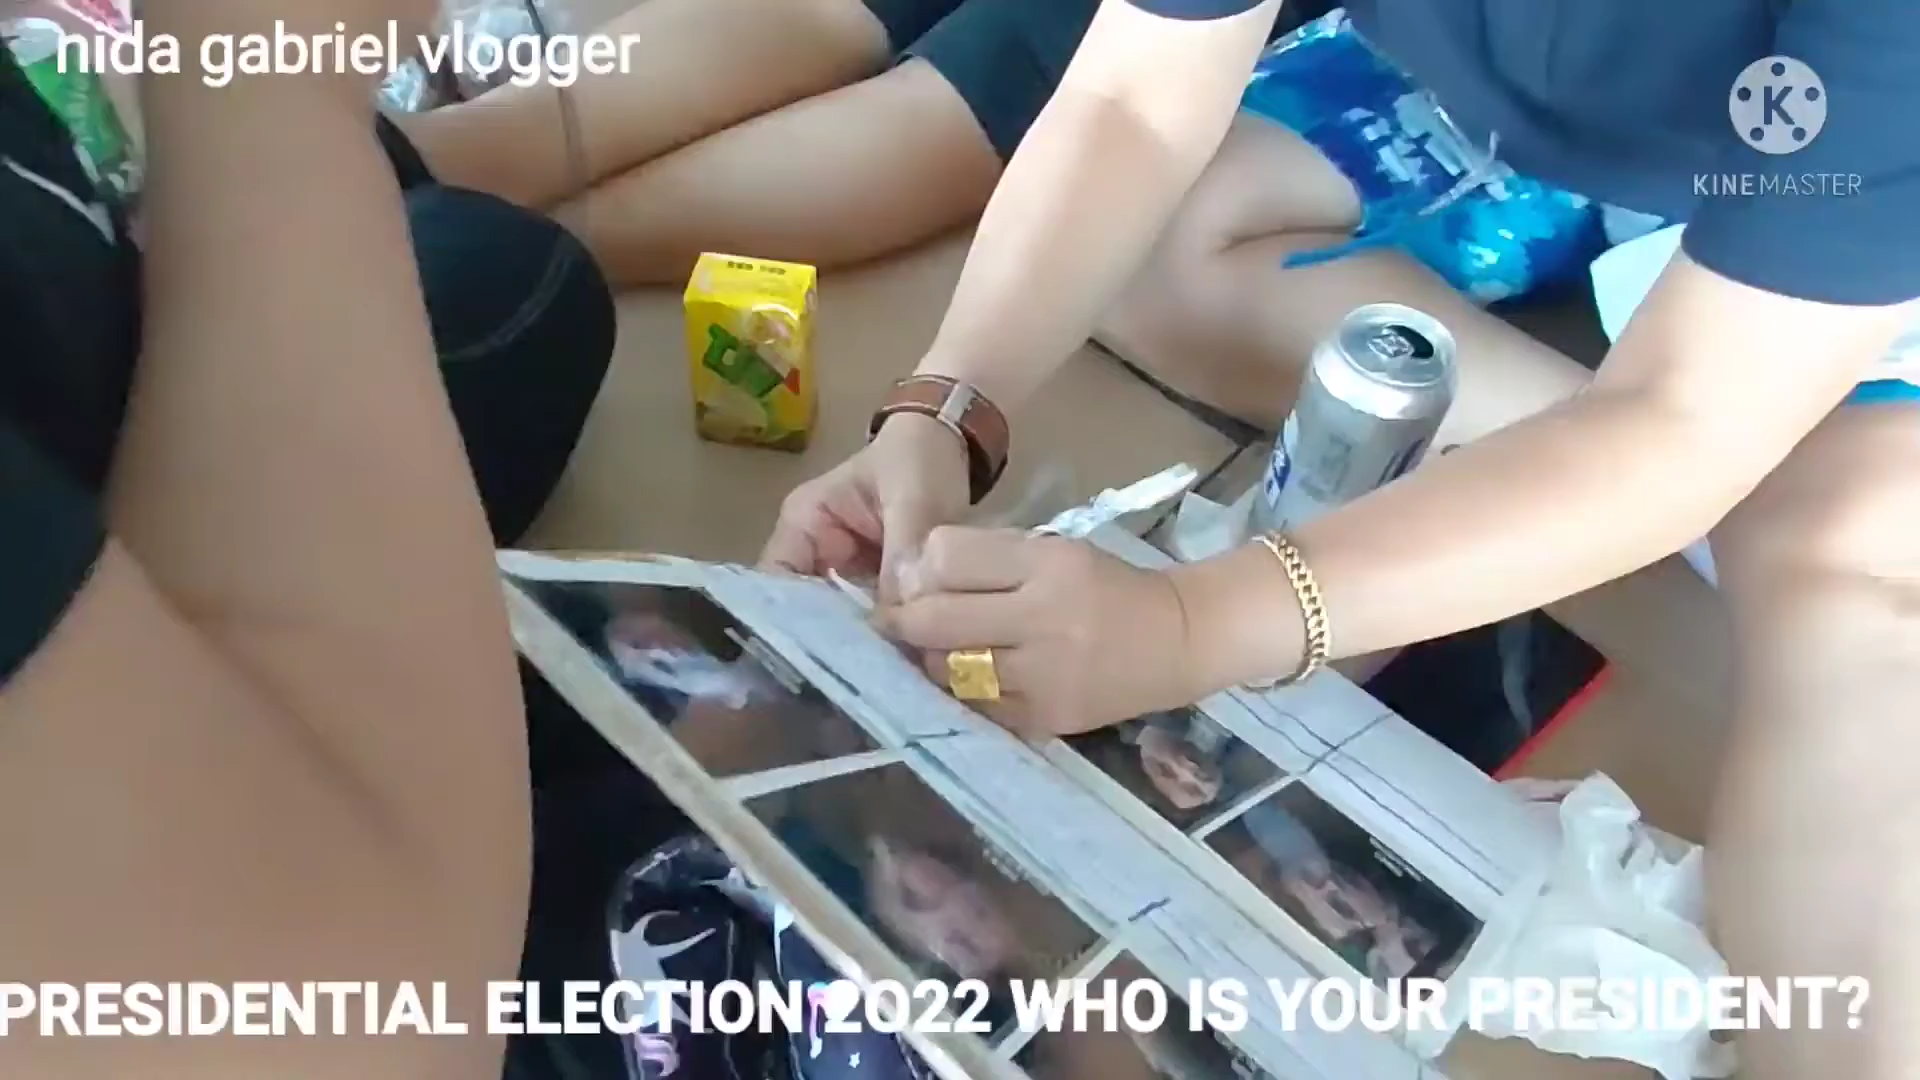 nida gabriel vlogger
K
KINEMASTER
PRESIDENTIAL ELECTION 2022 WHO IS YOUR PRESIDENT?